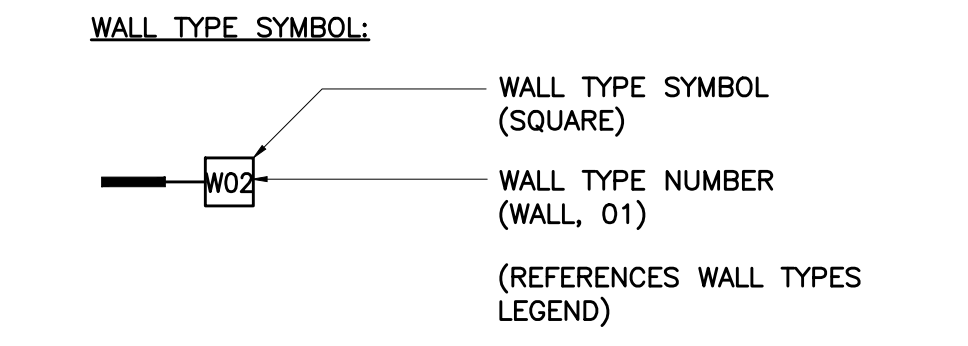 WALL TYPE SYMBOL:
WALL TYPE SYMBOL
(SQUARE)
W02
WALL TYPE NUMBER
(WALL, 01)
(REFERENCES WALL TYPES
LEGEND)